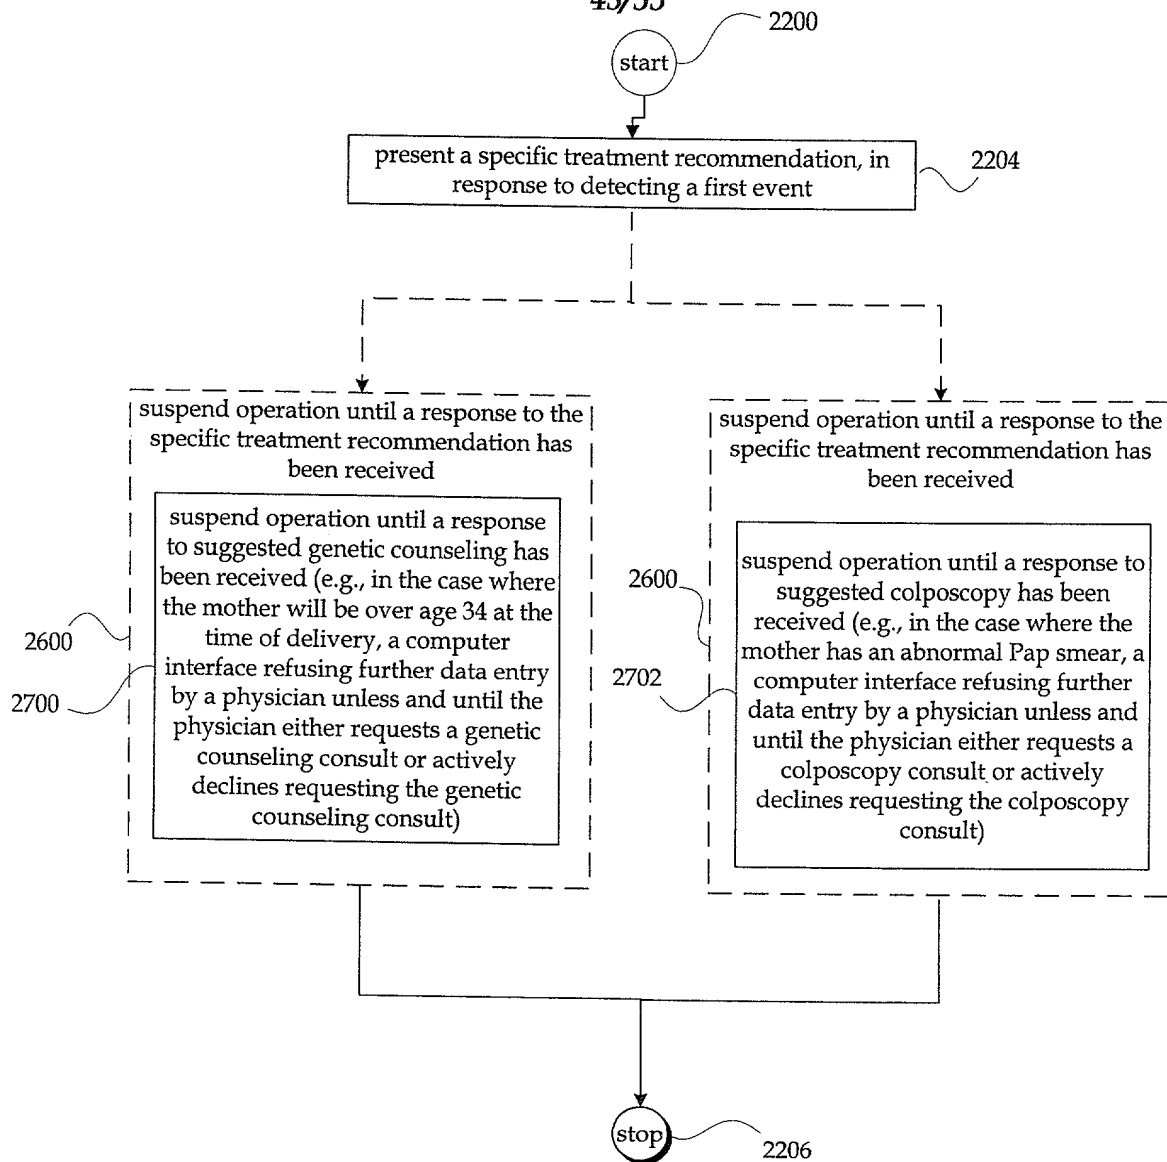 45/55
2200
start
present a specific treatment recommendation, in
response to detecting a first event
2204
suspend operation until a response to the
specific treatment recommendation has
been received
suspend operation until a response
to suggested genetic counseling has
been received (e.g., in the case where
the mother will be over age 34 at the
time of delivery, a computer
interface refusing further data entry
by a physician unless and until the
physician either requests a genetic
counseling consult or actively
declines requesting the genetic
counseling consult)
2600
2700
suspend operation until a response to the
specific treatment recommendation has
been received
suspend operation until a response to
suggested colposcopy has been
received (e.g., in the case where the
mother has an abnormal Pap smear, a
computer interface refusing further
data entry by a physician unless and
until the physician either requests a
colposcopy consult or actively
declines requesting the colposcopy
consult)
2600
2702
stop
2206